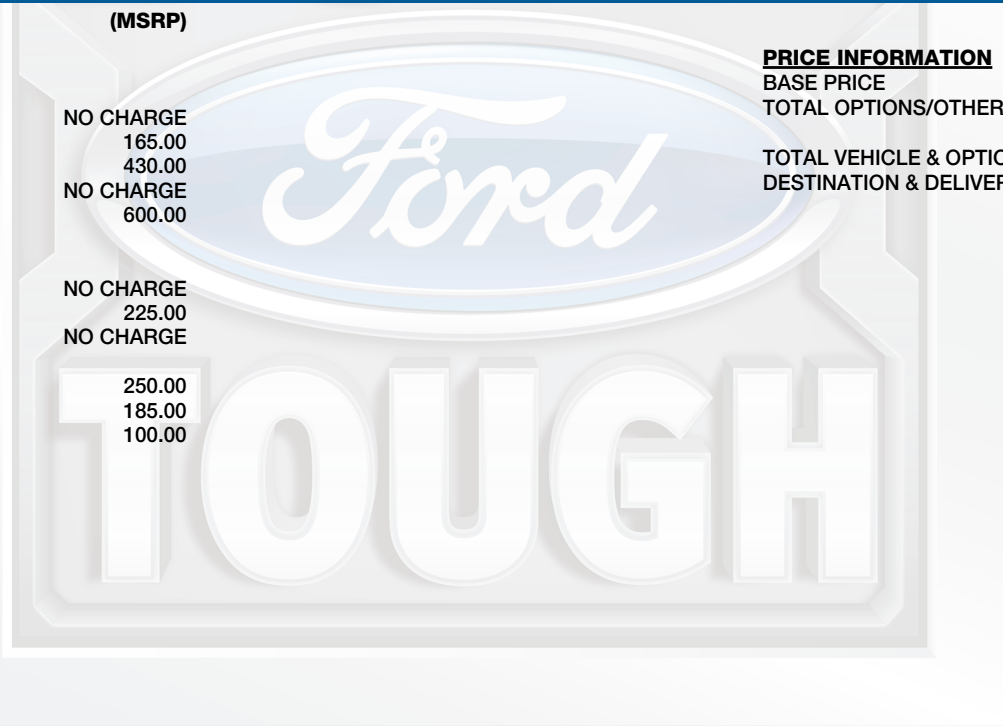 (MSRP)
NO CHARGE
165.00
430.00
NO CHARGE
600.00
NO CHARGE
225.00
NO CHARGE
250.00
185.00
100.00
PRICE INFORMATION
BASE PRICE
TOTAL OPTIONS/OTHER
TOTAL VEHICLE & OPTIO
DESTINATION & DELIVER
Ford
TOUGH